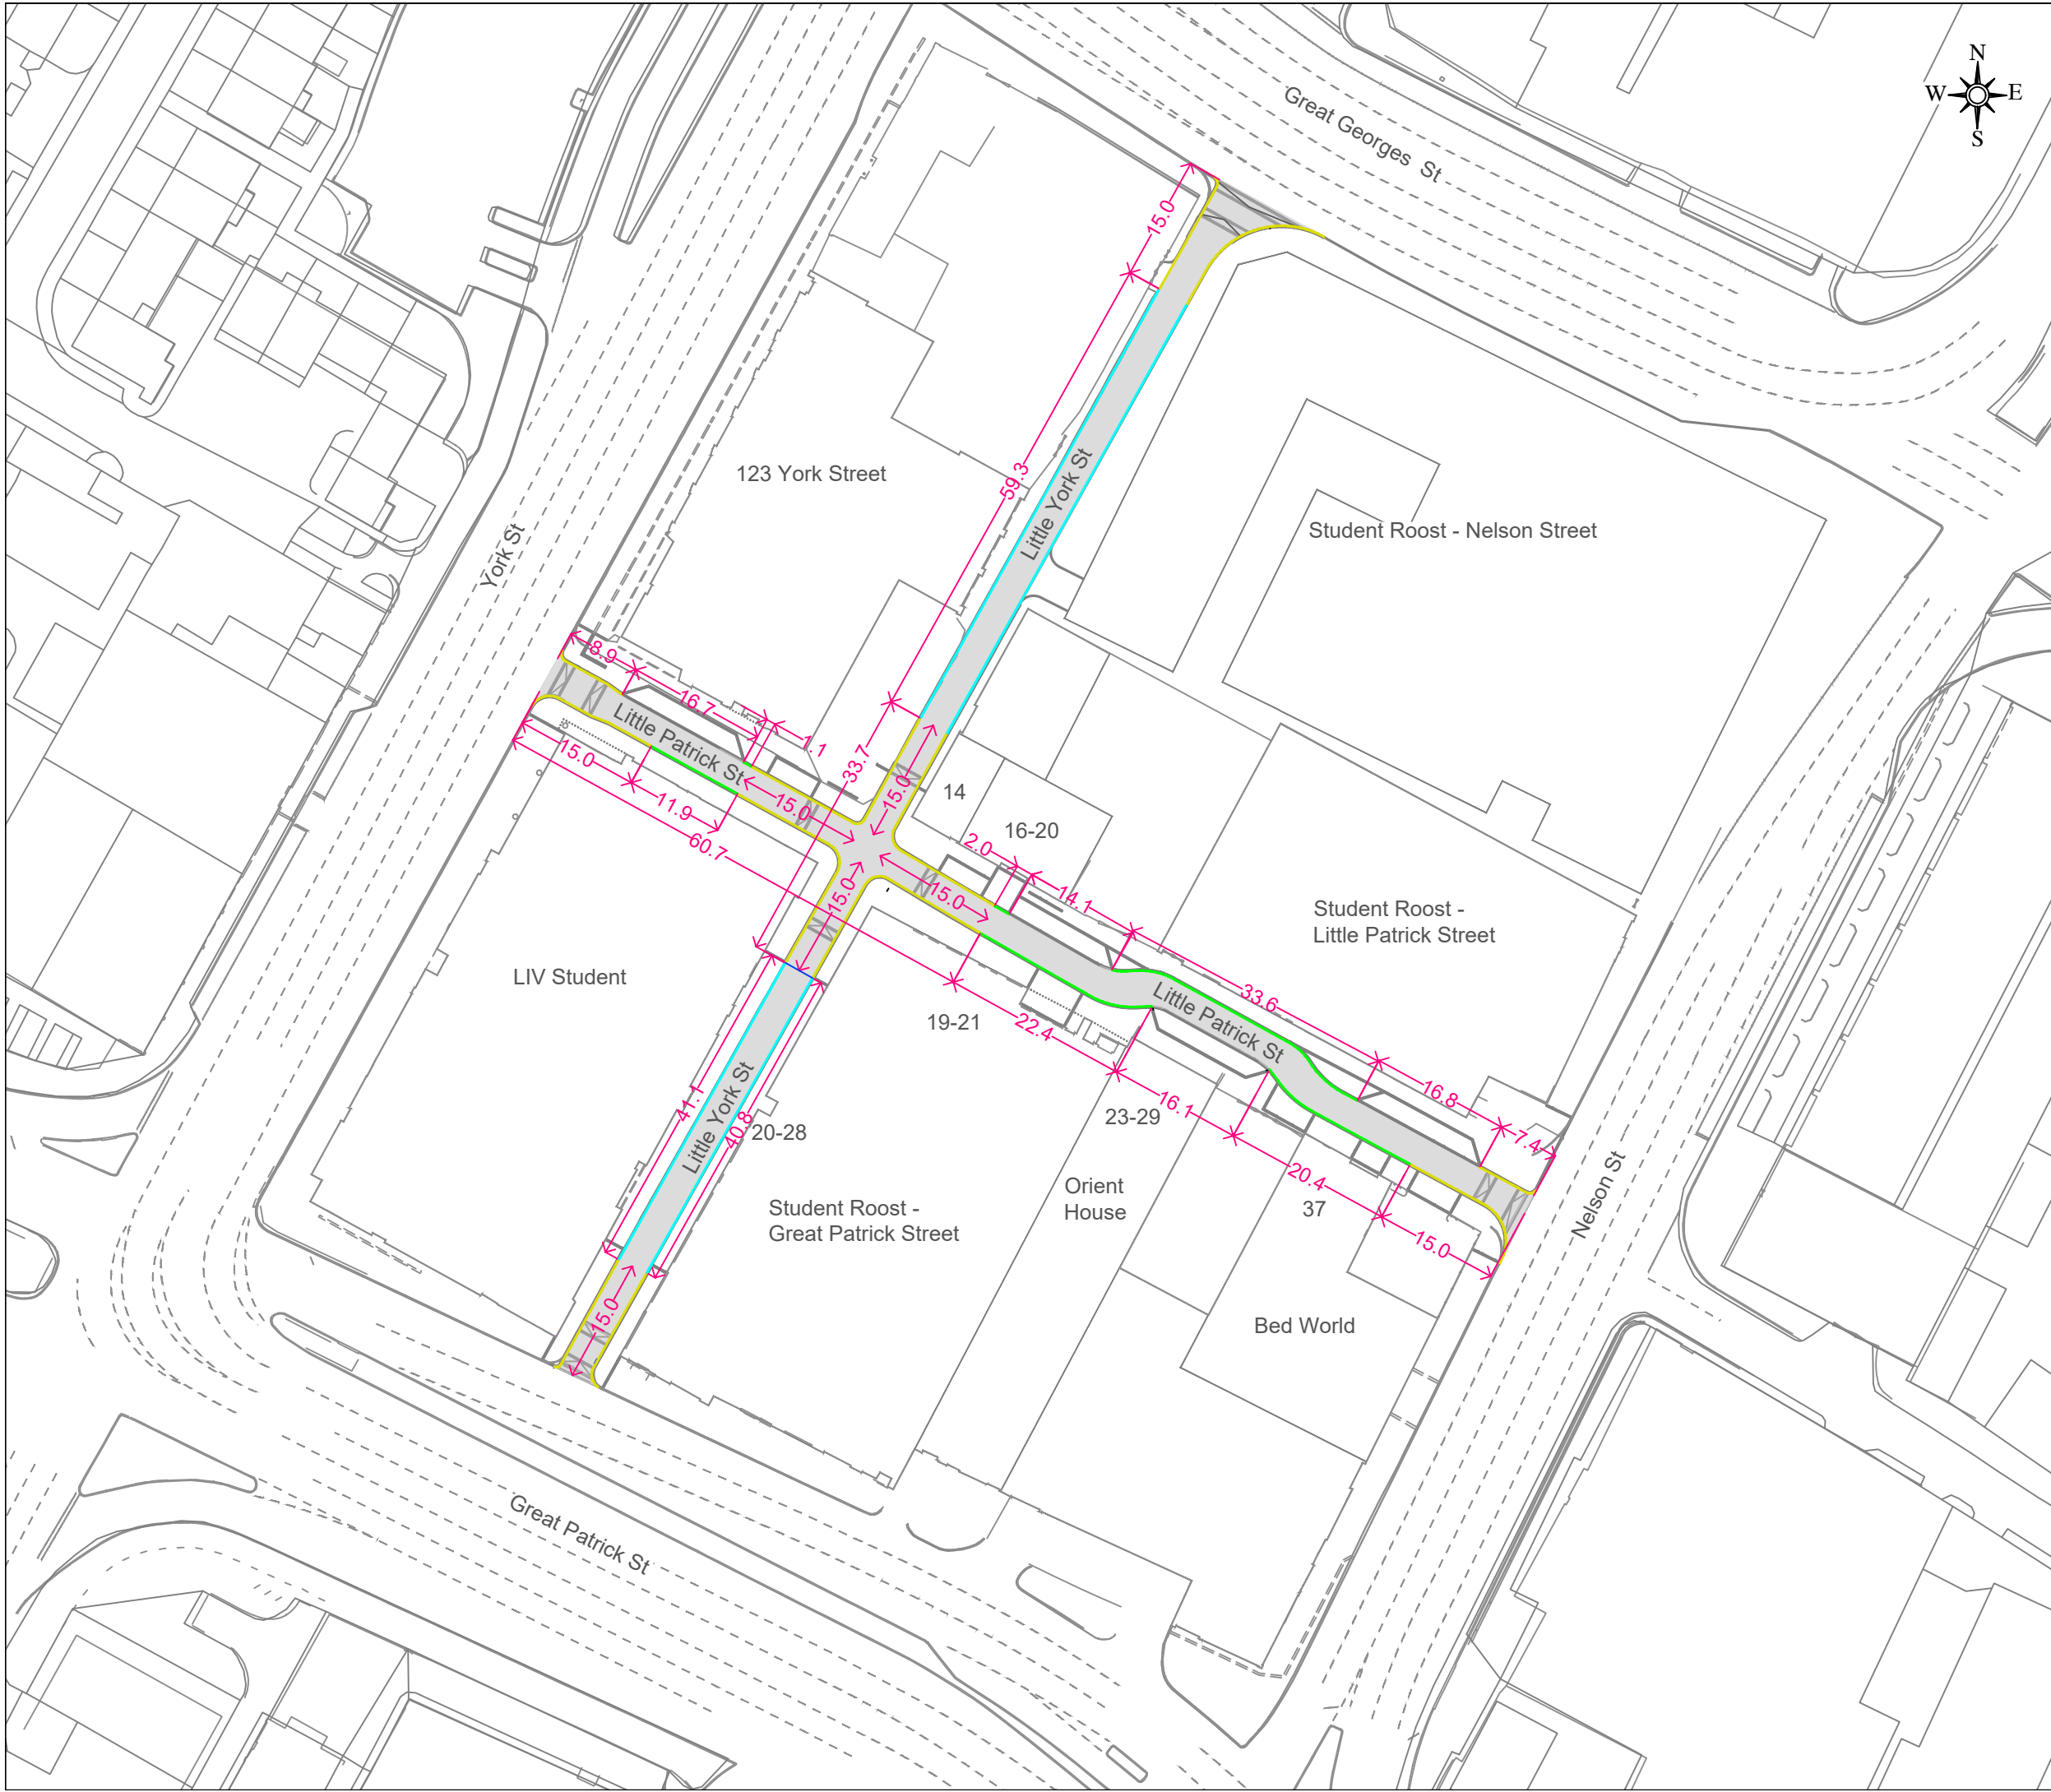 N
W E
S
Great Georges St
15.0
59.3
Little York St
123 York Street
York St
Student Roost - Nelson Street
8.9
16.7
1.1
Little Patrick St
15.0
11.9
60.7
15.0
33.7
15.0
14
16-20
2.0
14.1
15.0
15.0
Student Roost -
Little Patrick Street
LIV Student
19-21
22.4
Little Patrick St
33.6
16.8
7.4
23-29
16.1
20.4
37
15.0
41.1
Little York St
40.8
20-28
Student Roost -
Great Patrick Street
Orient
House
Nelson St
15.0
Bed World
Great Patrick St